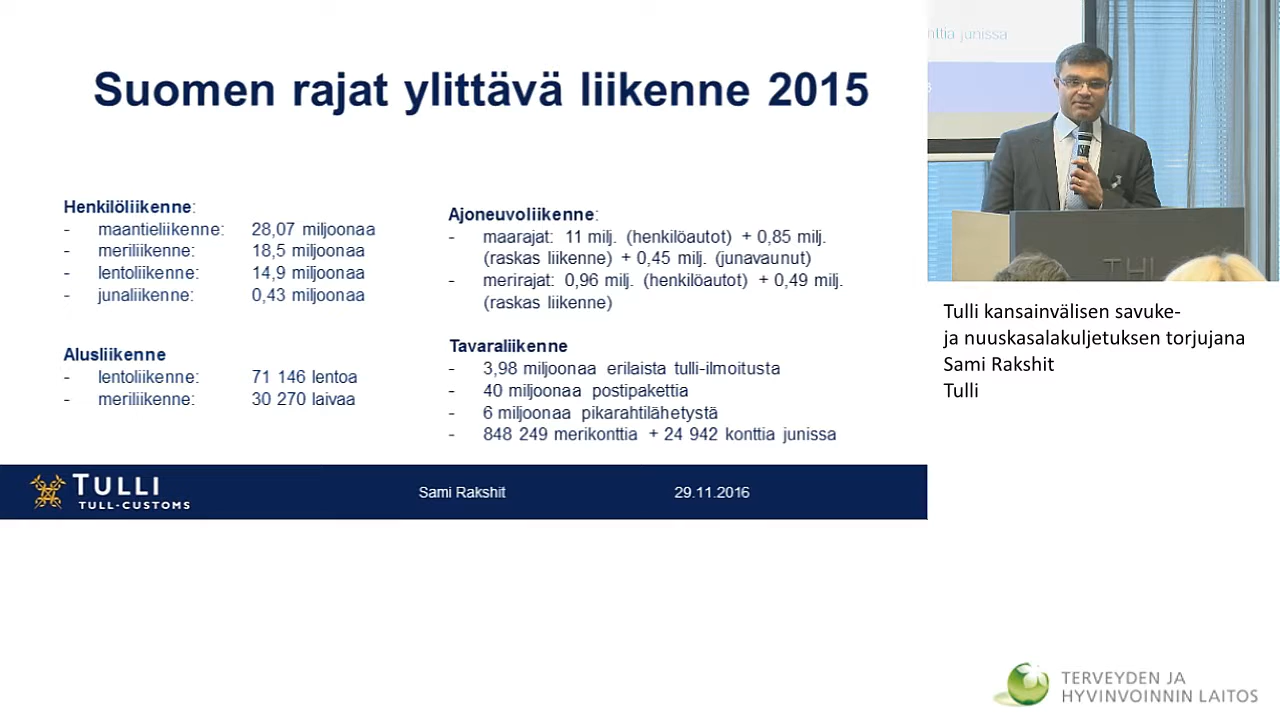 Suomen rajat ylittävä liikenne 2015
Henkilöliikenne:
- maantieliikenne: 28,07 miljoonaa
- meriliikenne: 18,5 miljoonaa
- lentoliikenne: 14,9 miljoonaa
- junaliikenne: 0,43 miljoonaa
Alusliikenne
- lentoliikenne: 71 146 lentoa
- meriliikenne: 30 270 laivaa
Ajoneuvoliikenne:
- maarajat: 11 milj. (henkilöautot) + 0,85 milj.
(raskas liikenne) + 0,45 milj. (junavaunut)
- merirajat: 0,96 milj. (henkilöautot) + 0,49 milj.
(raskas liikenne)
Tavaraliikenne
- 3,98 miljoonaa erilaista tulli-ilmoitusta
- 40 miljoonaa postipakettia
- 6 miljoonaa pikarahtilähetystä
- 848 249 merikonttia + 24 942 konttia junissa
TULLI
TULL·CUSTOMS
Sami Rakshit
29.11.2016
junissa
THL
Tulli kansainvälisen savuke-
ja nuuskasalakuljetuksen torjujana
Sami Rakshit
Tulli
TERVEYDEN JA
HYVINVOINNIN LAITOS